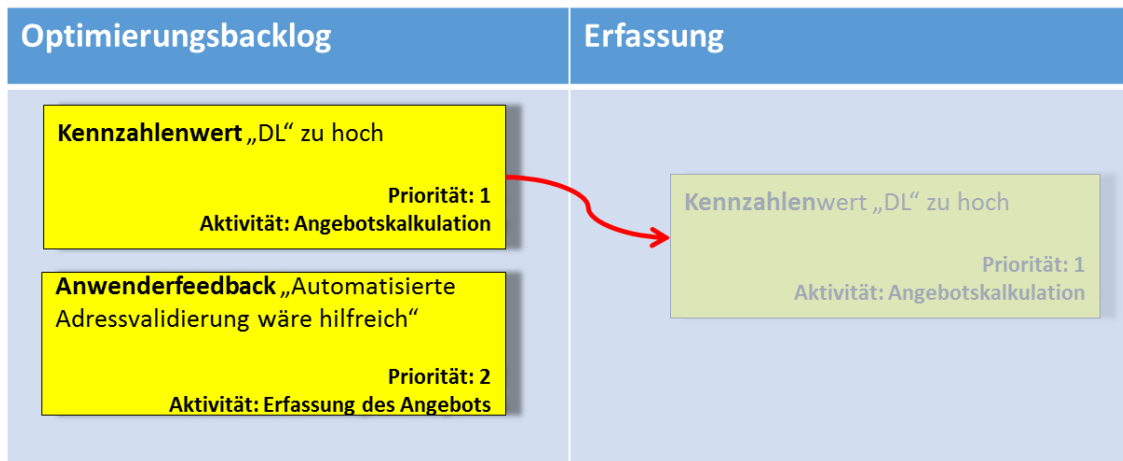 Optimierungsbacklog
Erfassung
Kennzahlenwert „DL“ zu hoch
Priorität: 1
Aktivität: Angebotskalkulation
Anwenderfeedback „Automatisierte
Adressvalidierung wäre hilfreich“
Priorität: 2
Aktivität: Erfassung des Angebots
Kennzahlenwert „DL“ zu hoch
Priorität: 1
Aktivität: Angebotskalkulation